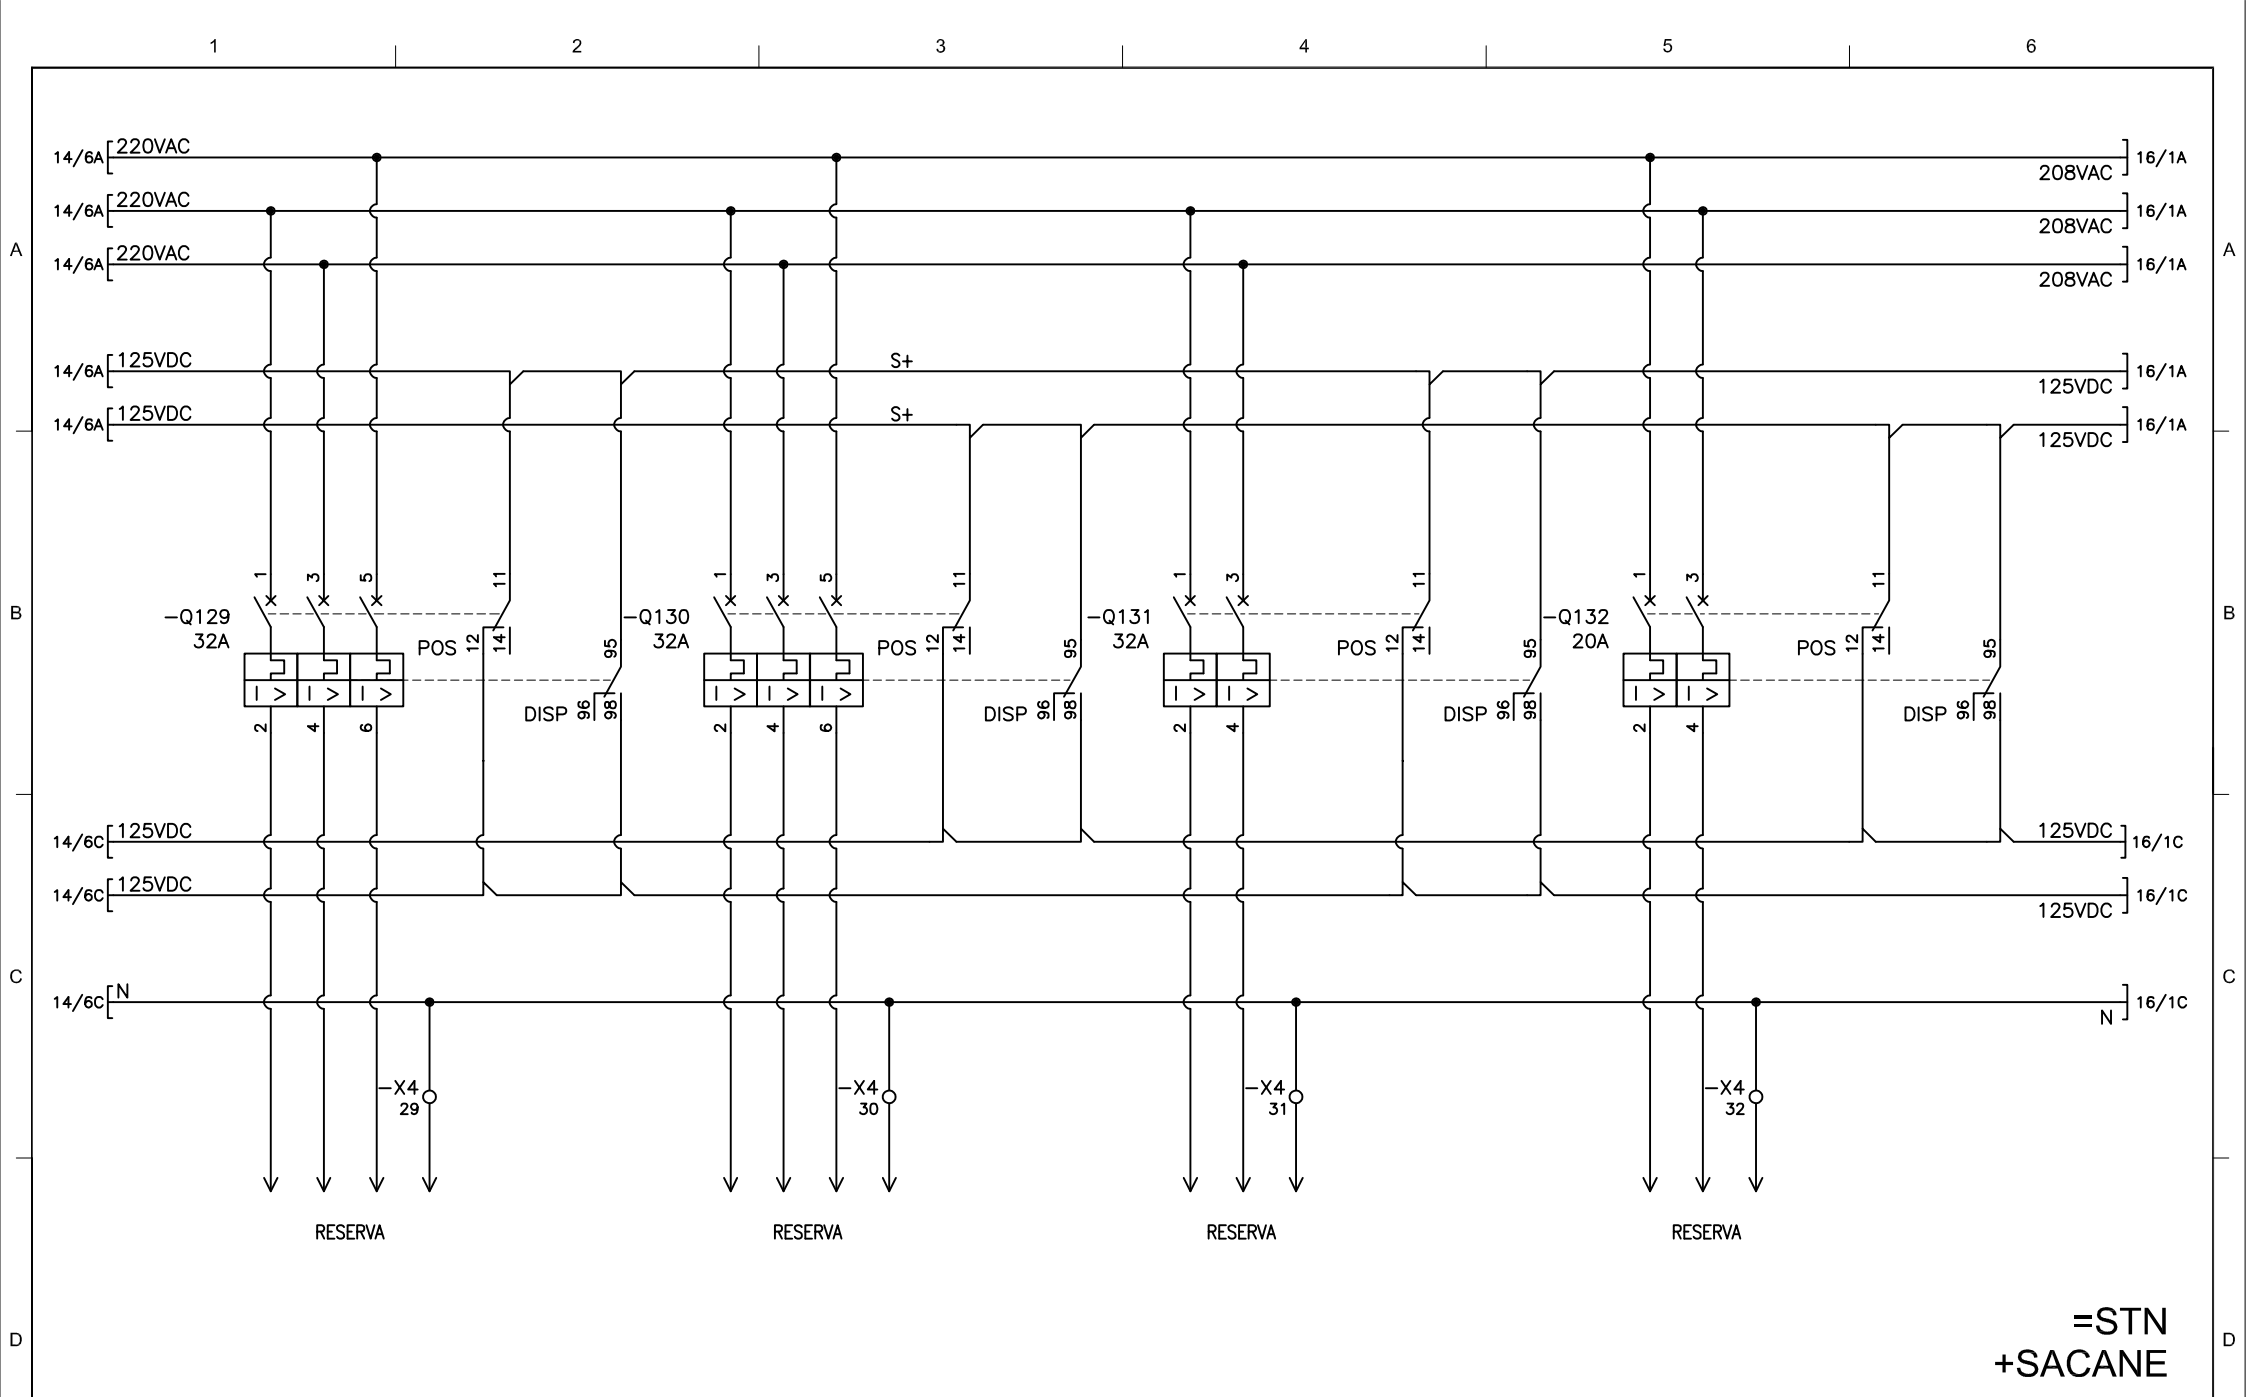 1 2 3 4 5 6
14/6A 220VAC 16/1A
208VAC
14/6A 220VAC 16/1A
208VAC
A A
14/6A 220VAC 16/1A
208VAC
14/6A 125VDC S+ 16/1A
125VDC
14/6A 125VDC S+ 16/1A
125VDC
1 3 5 11 1 3 5 11 1 3 11 1 3 11
B -Q129 -Q130 -Q131 -Q132 B
32A POS 12 14 95 32A POS 12 14 95 32A POS 12 14 95 20A POS 12 14 95
I > I > I > I > I > I > I > I > I > I >
2 4 6 DISP 96 98 2 4 6 DISP 96 98 2 4 DISP 96 98 2 4 DISP 96 98
14/6C 125VDC 125VDC 16/1C
14/6C 125VDC 16/1C
125VDC
C C
14/6C N 16/1C
N
-X4 -X4 -X4 -X4
29 30 31 32
RESERVA RESERVA RESERVA RESERVA
=STN
D D
+SACANE